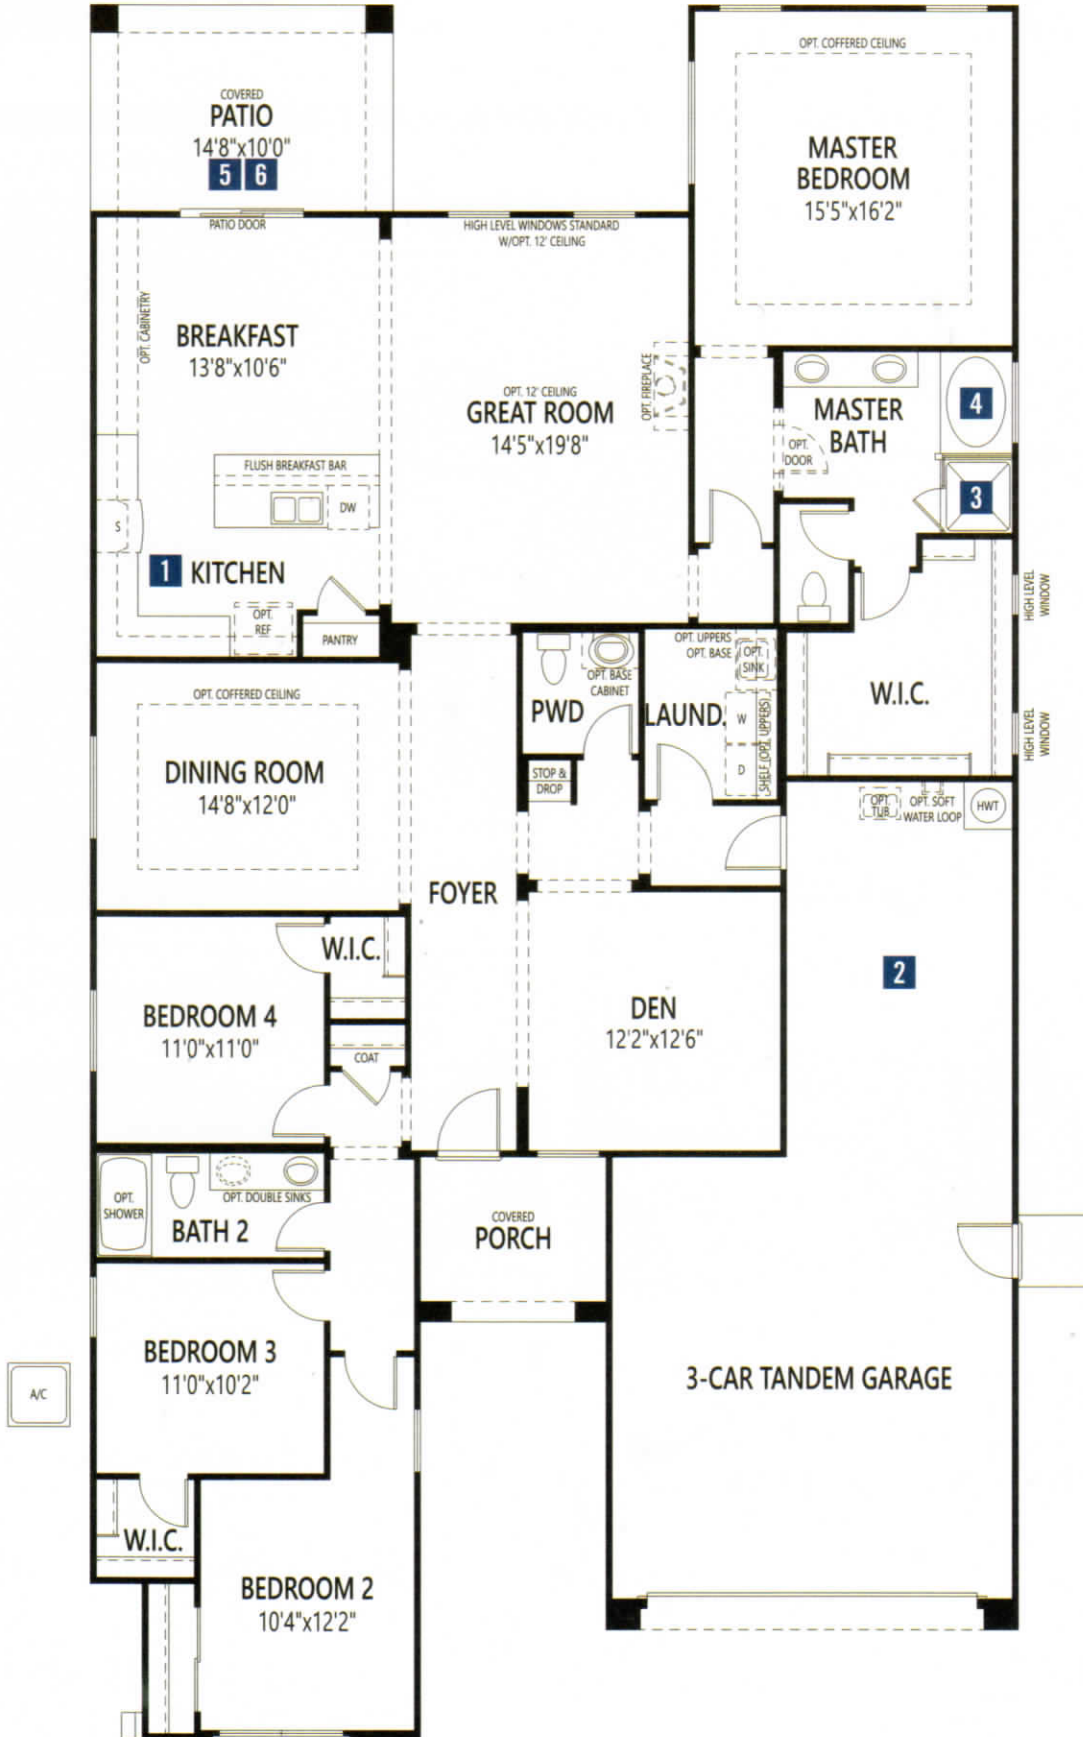 COVERED
PATIO
14'8"x10'0"
5 6
PATIO DOOR
OPT. COFFERED CEILING
MASTER
BEDROOM
15'5"x16'2"
HIGH LEVEL WINDOWS STANDARD
W/OPT. 12' CEILING
OPT. CABINETRY
BREAKFAST
13'8"x10'6"
OPT. 12' CEILING
GREAT ROOM
14'5"x19'8"
OPT. FIREPLACE
MASTER
BATH
OPT.
DOOR
4
3
FLUSH BREAKFAST BAR
DW
S
1 KITCHEN
OPT.
REF
PANTRY
HIGH LEVEL
WINDOW
W.I.C.
HIGH LEVEL
WINDOW
OPT. COFFERED CEILING
DINING ROOM
14'8"x12'0"
OPT. BASE
CABINET
PWD
STOP &
DROP
OPT. UPPERS
OPT. BASE
OPT.
SINK
LAUND.
W
D
SHELF (OPT. UPPERS)
OPT.
TUB
OPT. SOFT
WATER LOOP
HWT
FOYER
W.I.C.
BEDROOM 4
11'0"x11'0"
COAT
DEN
12'2"x12'6"
2
OPT.
SHOWER
OPT. DOUBLE SINKS
BATH 2
COVERED
PORCH
BEDROOM 3
11'0"x10'2"
A/C
3-CAR TANDEM GARAGE
W.I.C.
BEDROOM 2
10'4"x12'2"